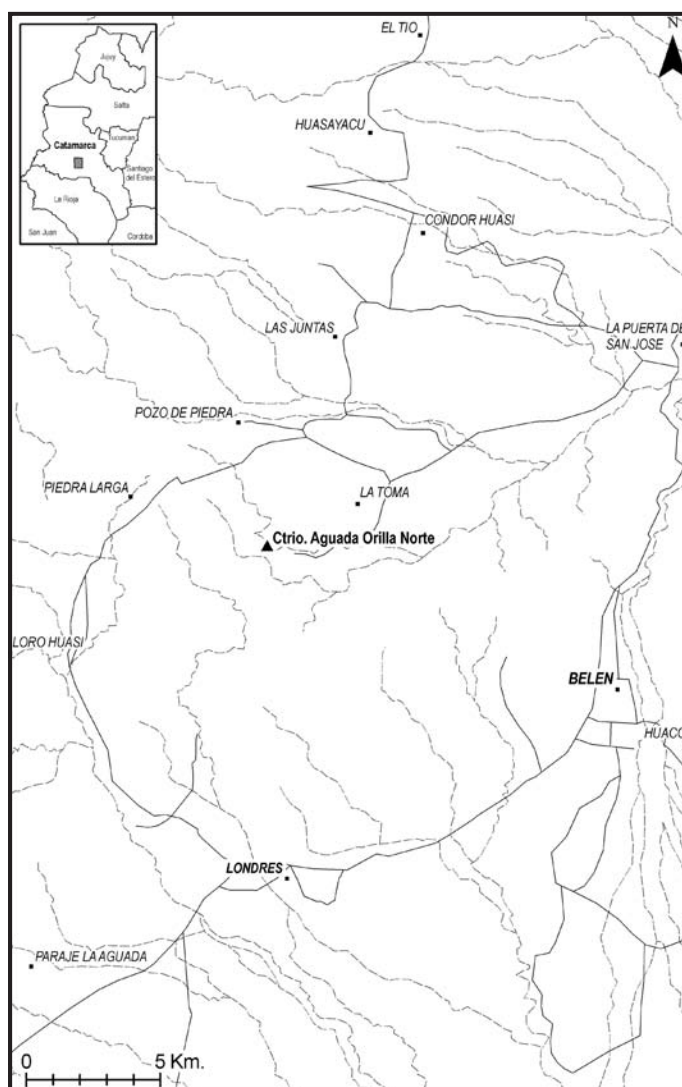 N
EL TIO
Jujuy
Salta
Tucuman
Catamarca
Santiago
del Estero
La Rioja
San Juan
Cordoba
HUASAYACU
CONDOR HUASI
LAS JUNTAS
LA PUERTA DE
SAN JOSE
POZO DE PIEDRA
PIEDRA LARGA
LA TOMA
Ctrio. Aguada Orilla Norte
LORO HUASI
BELEN
HUACO
LONDRES
PARAJE LA AGUADA
0 5 Km.